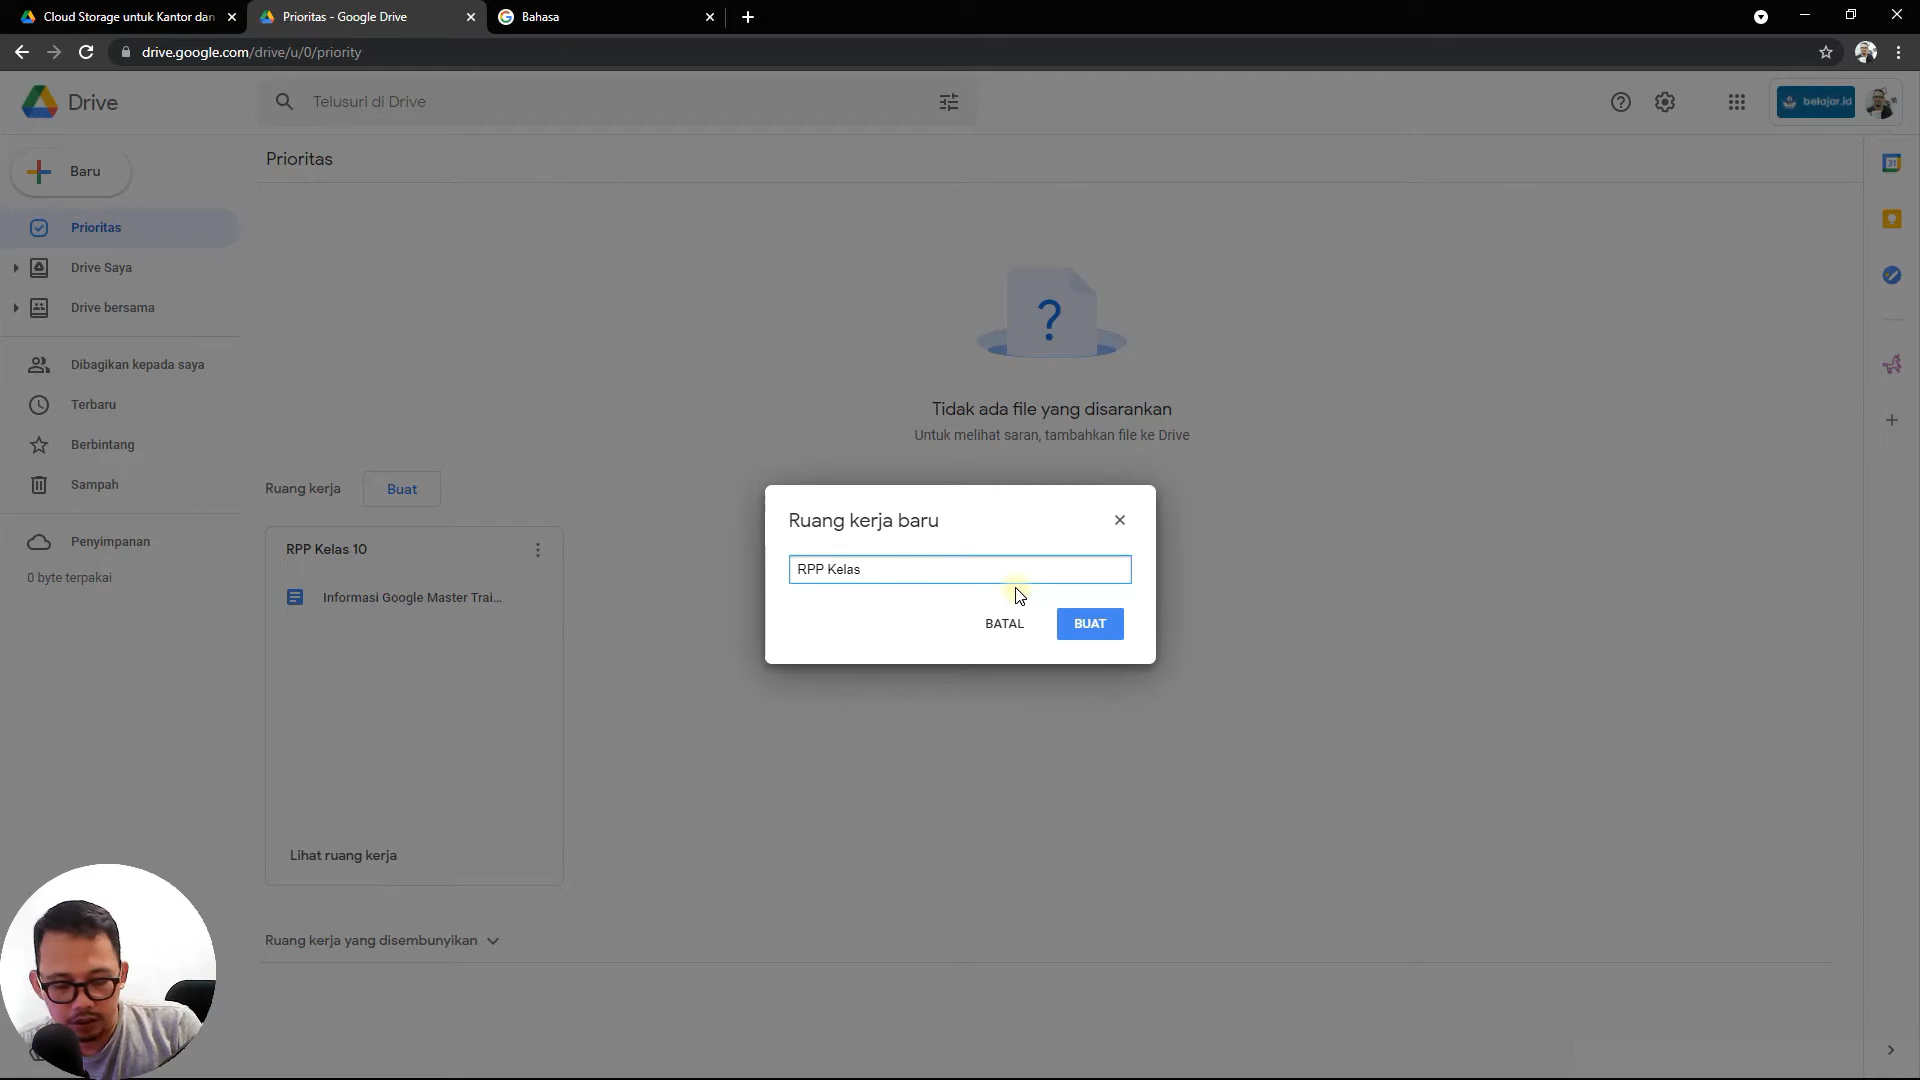 Cloud Storage untuk Kantor dan
Prioritas - Google Drive
Bahasa
drive.google.com/drive/u/0/priority
Drive
Telusuri di Drive
belajar.id
Baru
Prioritas
Prioritas
Drive Saya
Drive bersama
Dibagikan kepada saya
Terbaru
Berbintang
Sampah
Penyimpanan
0 byte terpakai
31
?
Tidak ada file yang disarankan
Untuk melihat saran, tambahkan file ke Drive
Ruang kerja
Buat
RPP Kelas 10
Informasi Google Master Trai...
Lihat ruang kerja
Ruang kerja yang disembunyikan
Ruang kerja baru
RPP Kelas
BATAL
BUAT